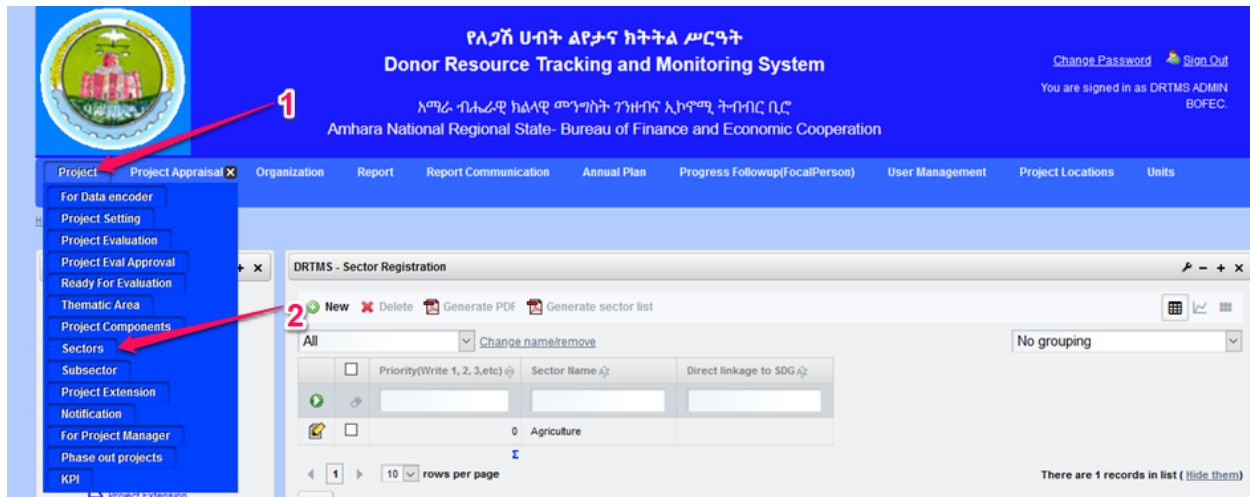 የለጋሽ ሀብት ልየታና ክትትል ሥርዓት
Donor Resource Tracking and Monitoring System
Change Password Sign Out
You are signed in as DRTMS ADMIN
BOFEC.
አማራ ብሔራዊ ክልላዊ መንግስት ገንዘብና ኢኮኖሚ ትብብር ቢሮ
Amhara National Regional State- Bureau of Finance and Economic Cooperation
1
Project Project Appraisal Organization Report Report Communication Annual Plan Progress Followup(FocalPerson) User Management Project Locations Units
For Data encoder
Project Setting
Project Evaluation
Project Eval Approval
Ready For Evaluation
Thematic Area
Project Components
Sectors
Subsector
Project Extension
Notification
For Project Manager
Phase out projects
KPI
Project Extension
DRTMS - Sector Registration
2
New Delete Generate PDF Generate sector list
All Change name/remove No grouping
Priority(Write 1, 2, 3,etc) Sector Name Direct linkage to SDG
0 Agriculture
Σ
1 10 rows per page There are 1 records in list ( Hide them)